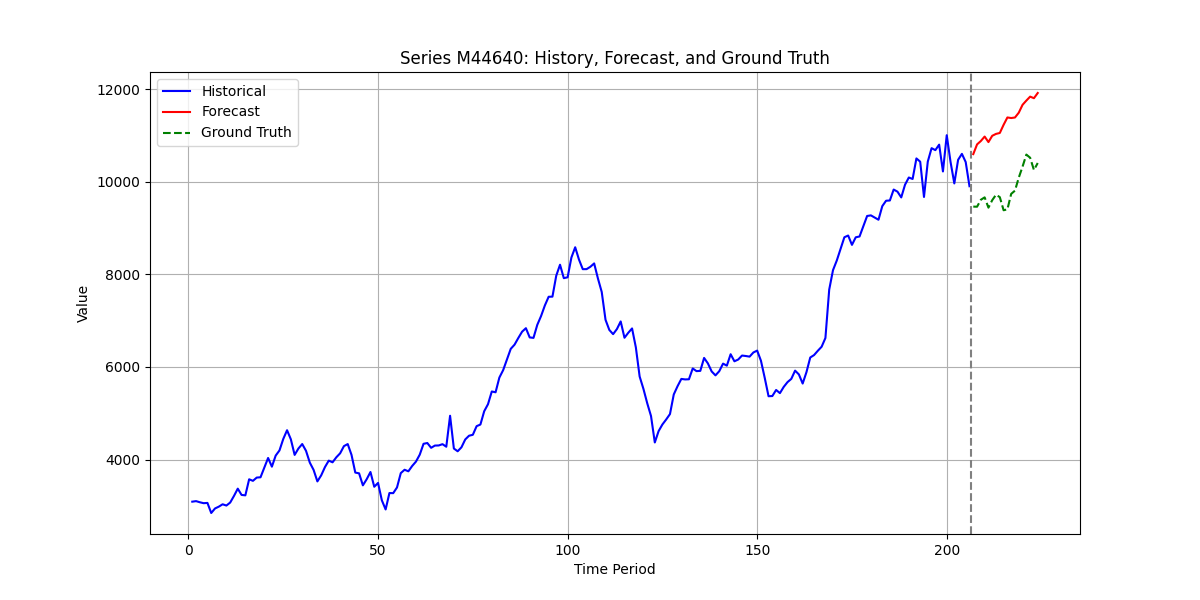 Series M44640: History, Forecast, and Ground Truth
Historical
Forecast
Ground Truth
12000
10000
8000
6000
4000
Value
0 50 100 150 200
Time Period